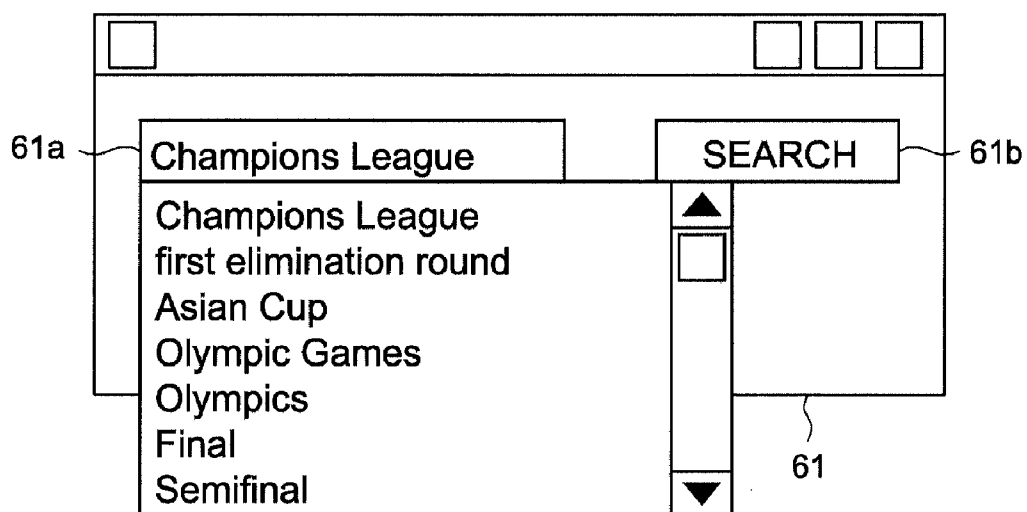 61a Champions League SEARCH 61b
Champions League
first elimination round
Asian Cup
Olympic Games
Olympics
Final
61
Semifinal